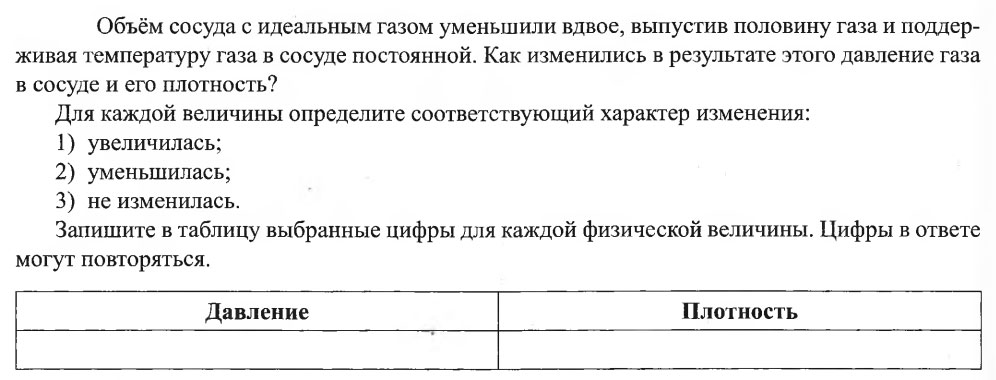 Объём сосуда с идеальным газом уменьшили вдвое, выпустив половину газа и поддер-
живая температуру газа в сосуде постоянной. Как изменились в результате этого давление газа
в сосуде и его плотность?
Для каждой величины определите соответствующий характер изменения:
1) увеличилась;
2) уменьшилась;
3) не изменилась.
Запишите в таблицу выбранные цифры для каждой физической величины. Цифры в ответе
могут повторяться.
Давление Плотность